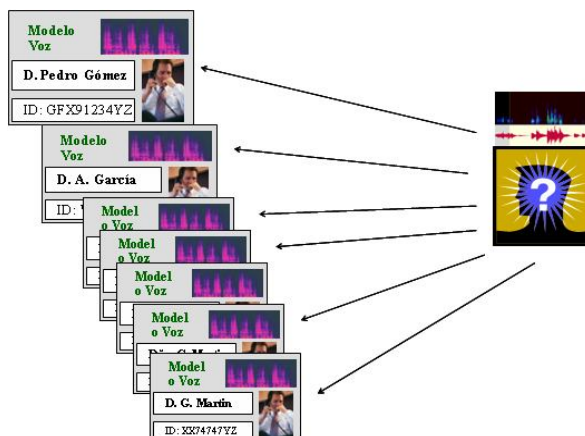 Modelo
Voz
D. Pedro Gómez
ID: GFX91234YZ
Modelo
Voz
D. A. García
ID:
Model
o Voz
Model
o Voz
Model
o Voz
Model
o Voz
Model
o Voz
D. G. Martin
ID: XX74747YZ
?